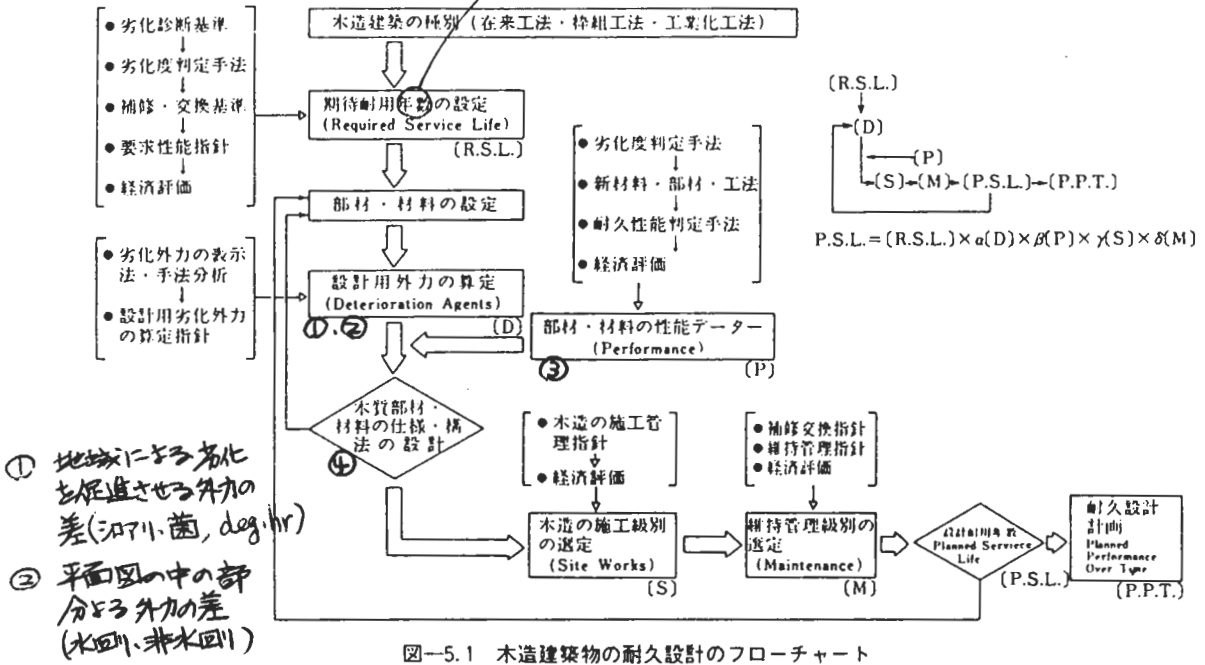 木造建築の種別 (在来工法・枠組工法・工業化工法)
● 劣化診断基準
● 劣化度判定手法
● 補修・交換基準
● 要求性能指針
● 経済評価
期待耐用年数の設定
(Required Service Life)
(R.S.L.)
部材・材料の設定
● 劣化外力の表示
法・手法分析
● 設計用劣化外力
の算定指針
設計用外力の算定
(Deterioration Agents)
(D)
①、②
● 劣化度判定手法
● 新材料・部材・工法
● 耐久性能判定手法
● 経済評価
部材・材料の性能データー
(Performance)
(P)
③
(R.S.L.)
(D)
(P)
(S) (M) (P.S.L.) (P.P.T.)
P.S.L.=(R.S.L.)×α(D)×β(P)×γ(S)×δ(M)
木質部材・
材料の仕様・構
法の設計
④
● 木造の施工管
理指針
● 経済評価
木造の施工級別
の選定
(Site Works)
(S)
● 補修交換指針
● 維持管理指針
● 経済評価
維持管理級別の
選定
(Maintenance)
(M)
設計耐用年数
Planned Serviece
Life
(P.S.L.)
耐久設計
計画
Planned
Performance
Over Type
(P.P.T.)
① 地域による劣化
を促進させる外力の
差(シロアリ、菌, deg.hr)
② 平面図の中の部
分よる外力の差
(水回り、非水回り)
図—5.1 木造建築物の耐久設計のフローチャート